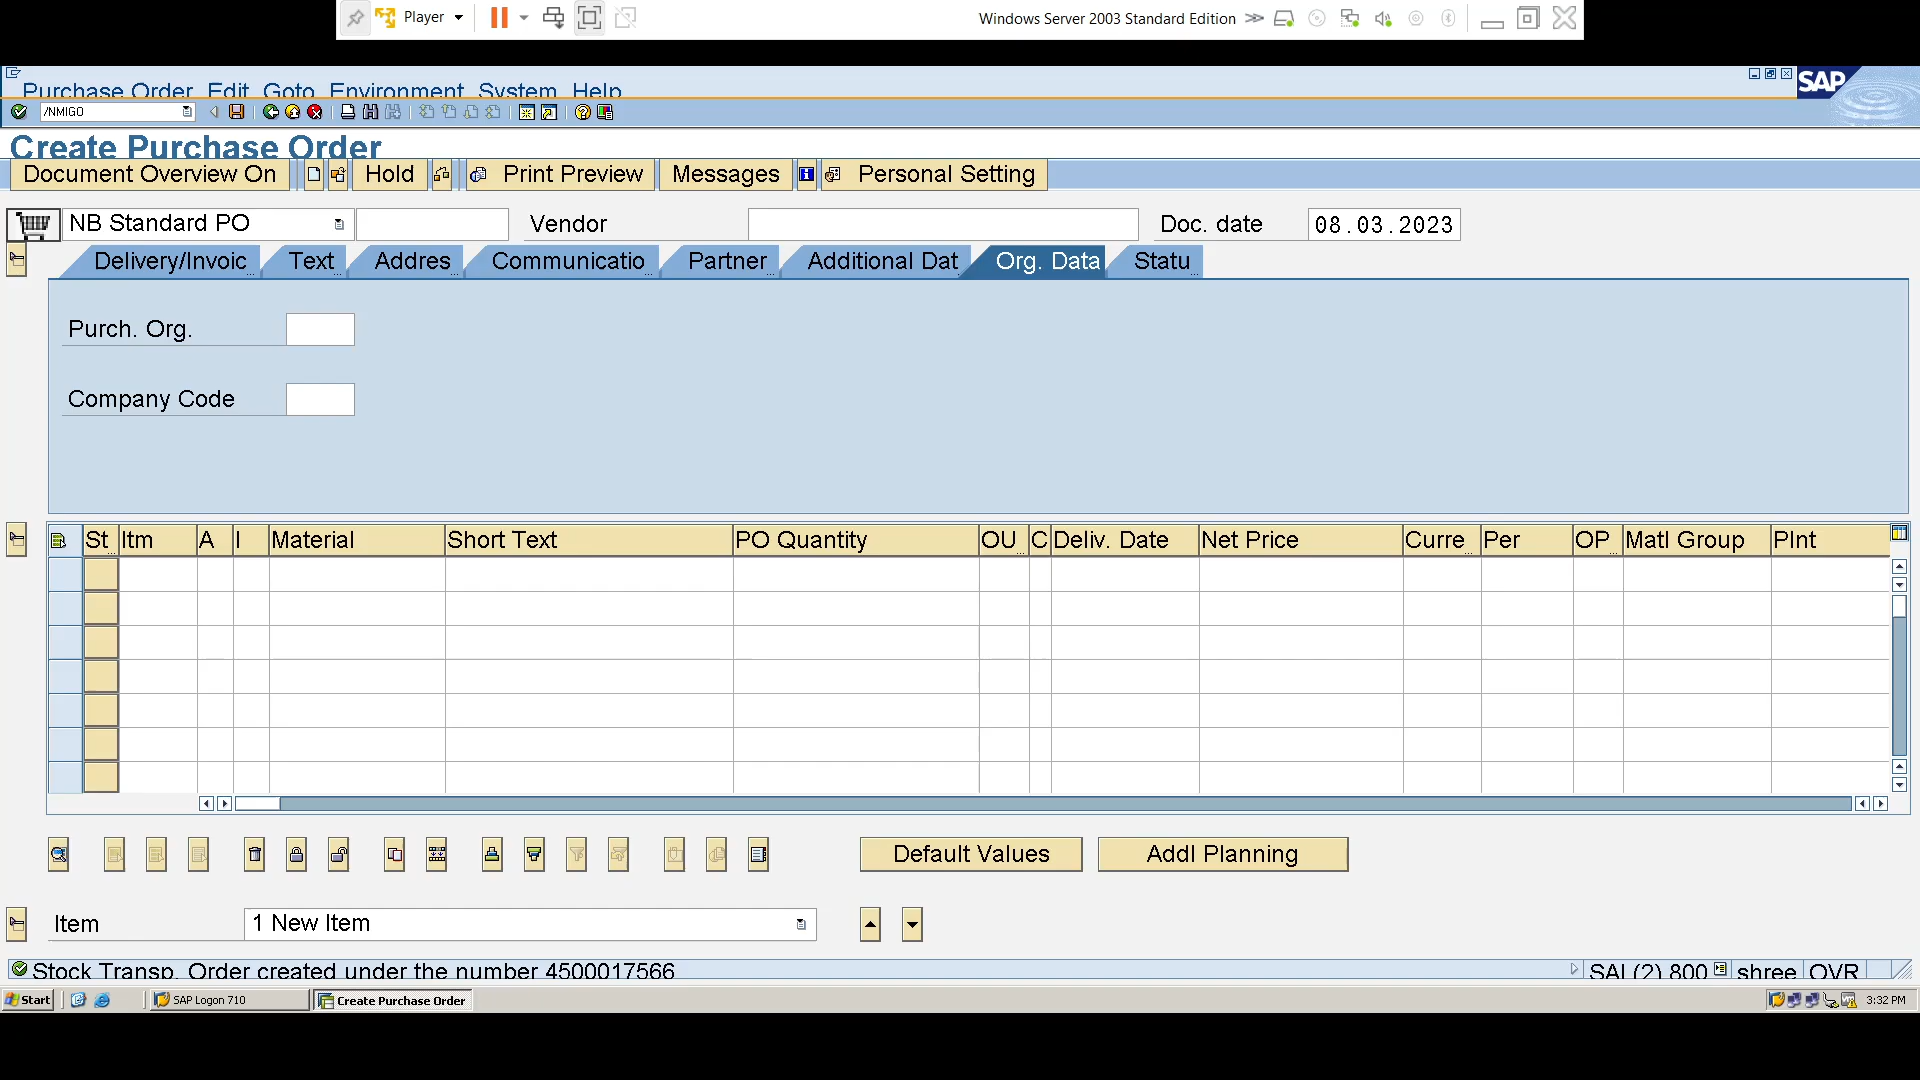 Player
Windows Server 2003 Standard Edition
Purchase Order Edit Goto Environment System Help
SAP
/NMIGO
Create Purchase Order
Document Overview On Hold Print Preview Messages Personal Setting
NB Standard PO Vendor Doc. date 08.03.2023
Delivery/Invoic Text Addres Communicatio Partner Additional Dat Org. Data Statu
Purch. Org.
Company Code
St Itm A I Material Short Text PO Quantity OU C Deliv. Date Net Price Curre Per OP Matl Group Plnt
Default Values Addl Planning
Item 1 New Item
Stock Transp. Order created under the number 4500017566 SAI (2) 800 shree OVR
Start SAP Logon 710 Create Purchase Order 3:32 PM